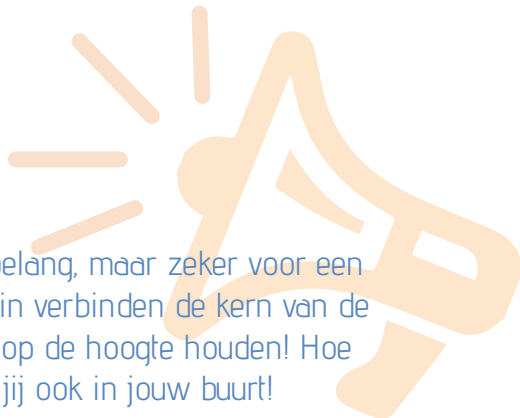 belang, maar zeker voor een
in verbinden de kern van de
op de hoogte houden! Hoe
jij ook in jouw buurt!